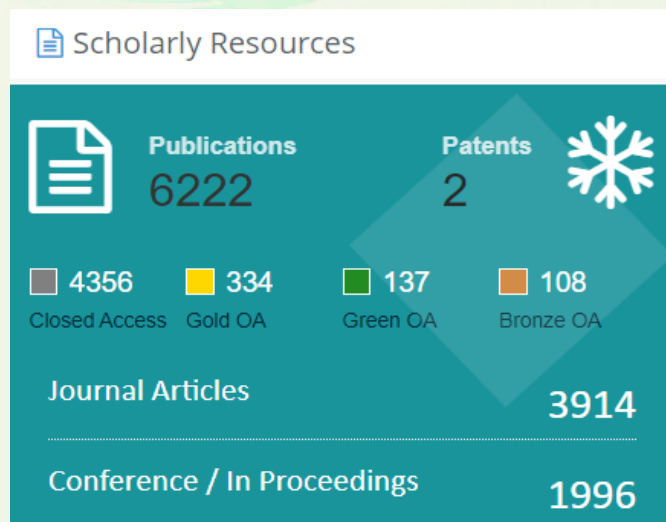 Scholarly Resources
Publications Patents
6222 2
4356 334 137 108
Closed Access Gold OA Green OA Bronze OA
Journal Articles 3914
Conference / In Proceedings 1996